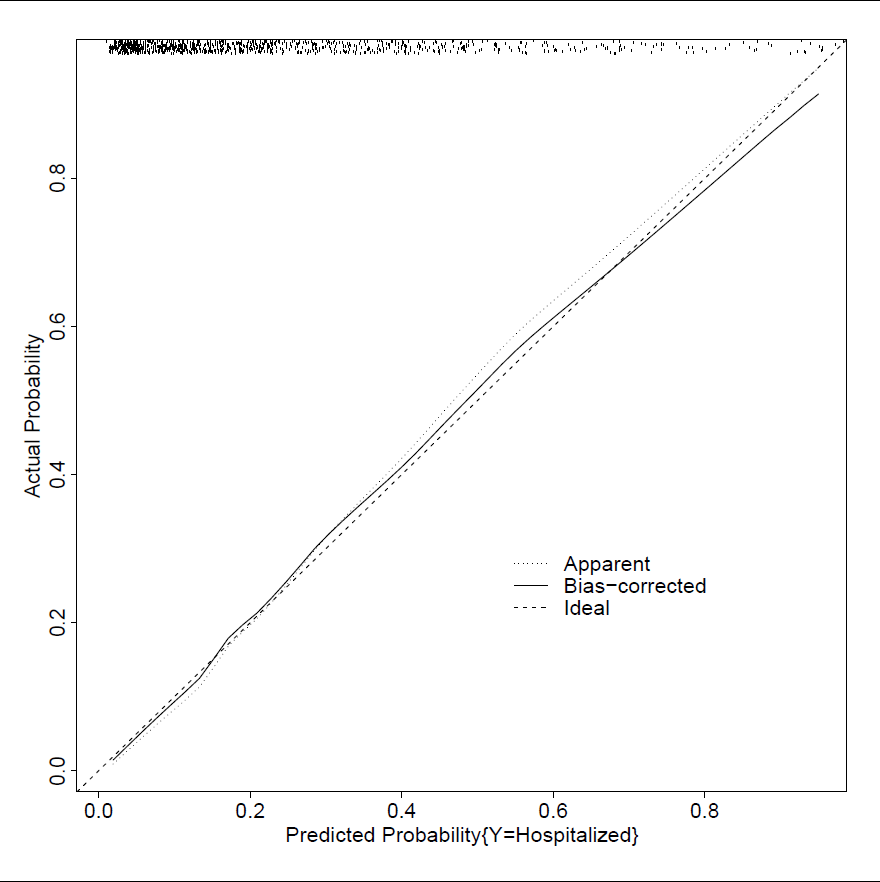 Actual Probability
0.8
0.6
0.4
0.2
0.0
Apparent
Bias−corrected
Ideal
0.0 0.2 0.4 0.6 0.8
Predicted Probability{Y=Hospitalized}